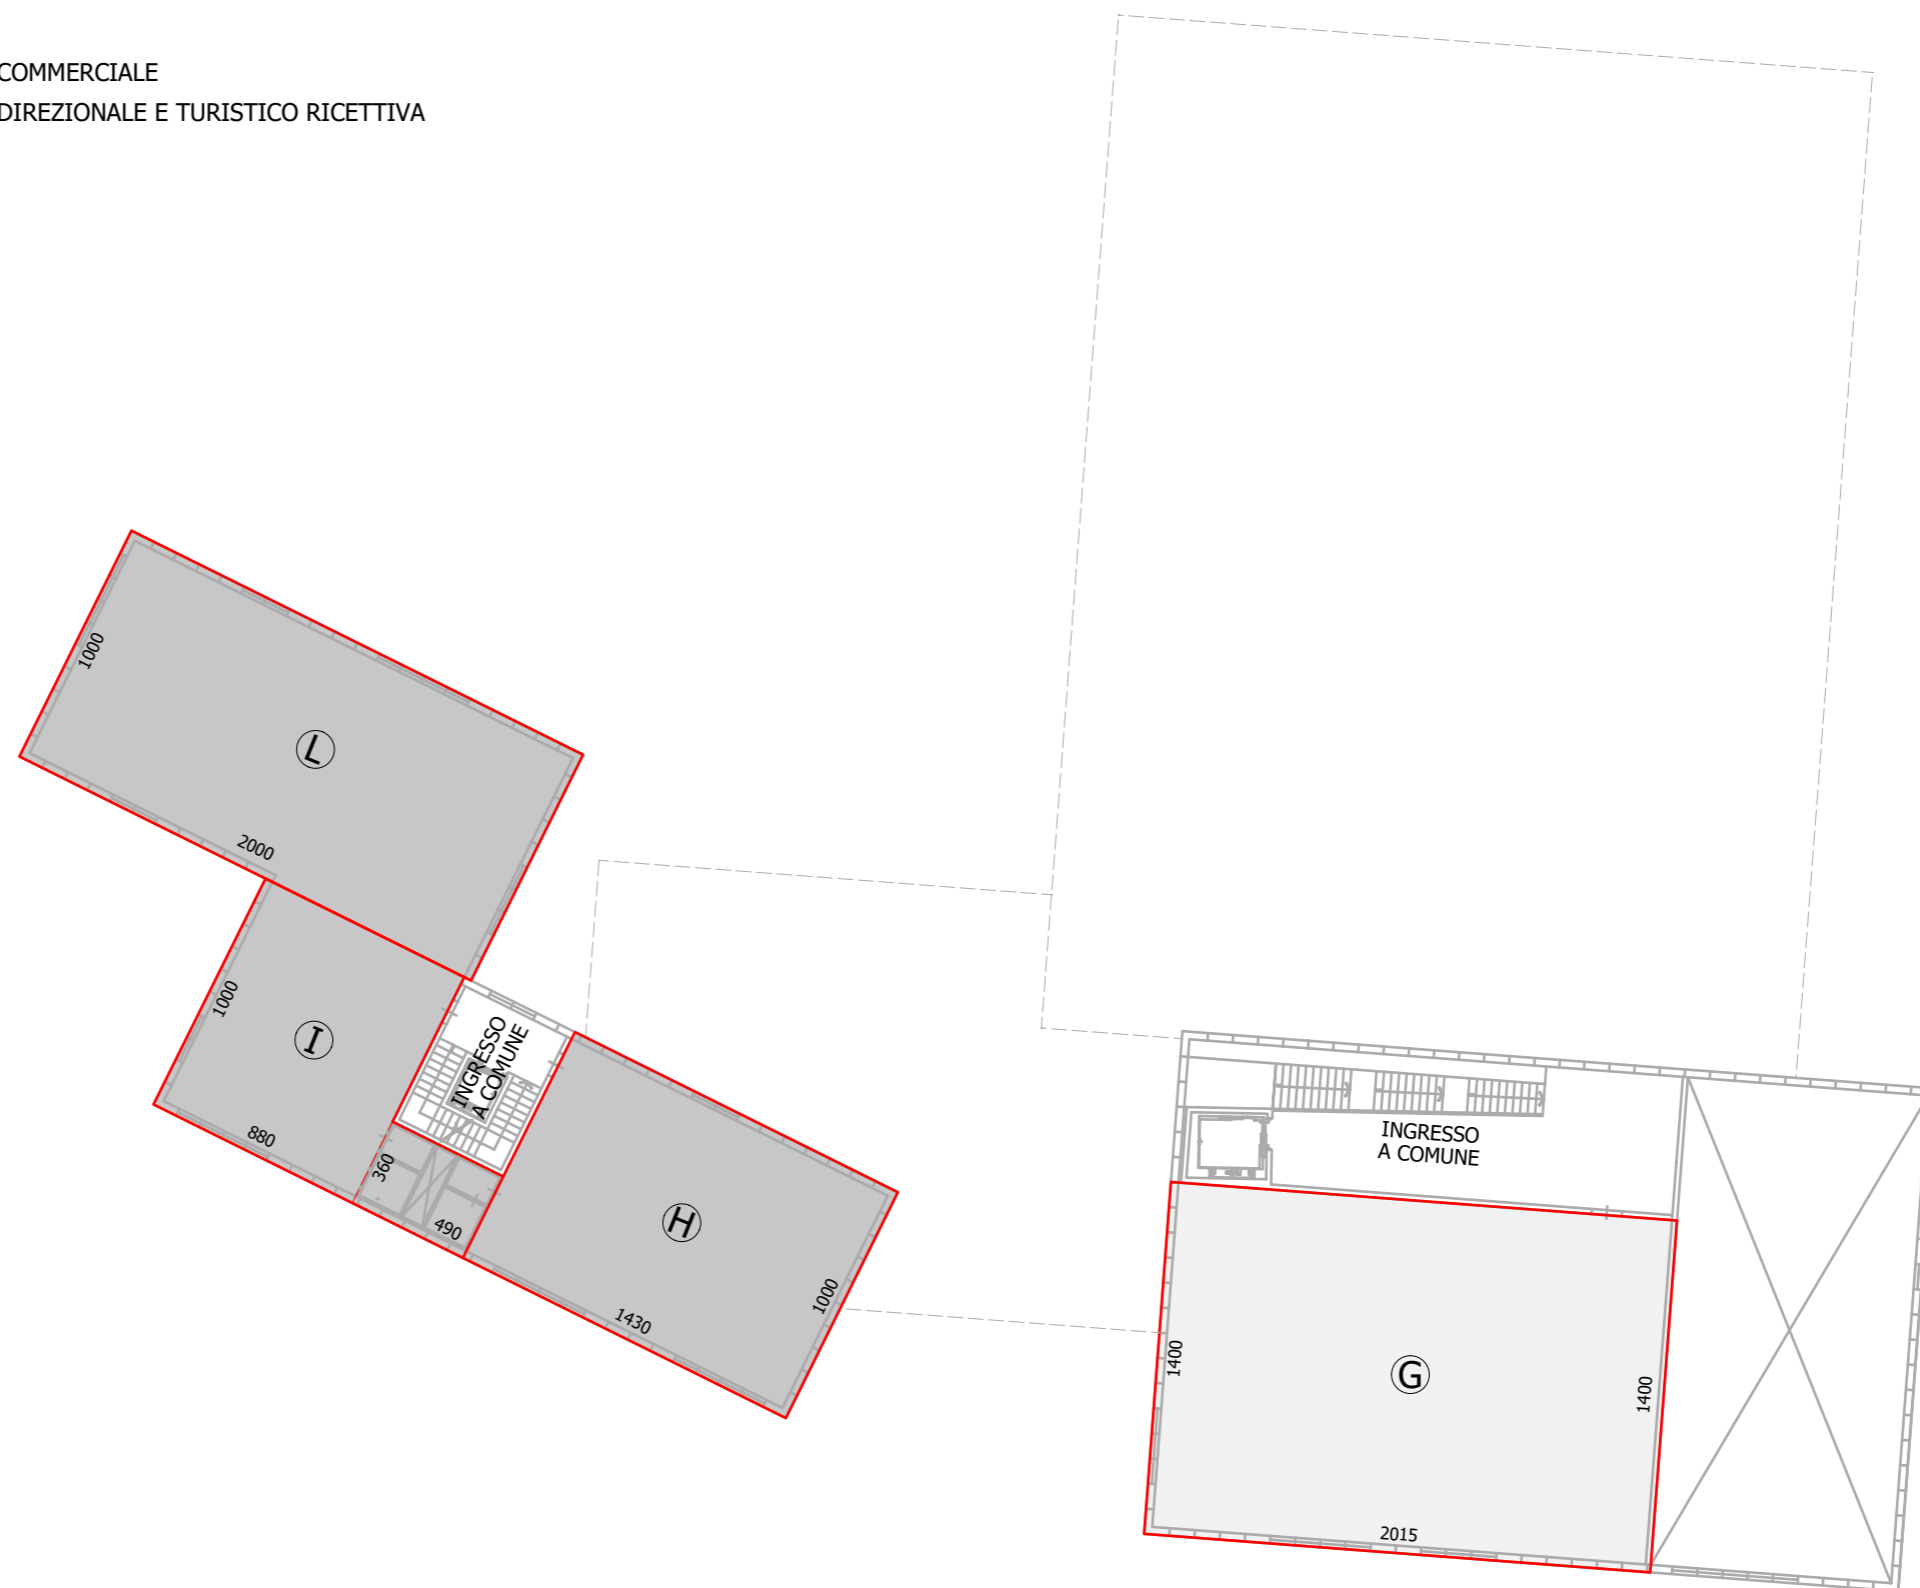 COMMERCIALE
DIREZIONALE E TURISTICO RICETTIVA
1000
L
2000
1000
I
880
360
490
INGRESSO
A COMUNE
H
1430
1000
INGRESSO
A COMUNE
1400
G
1400
2015